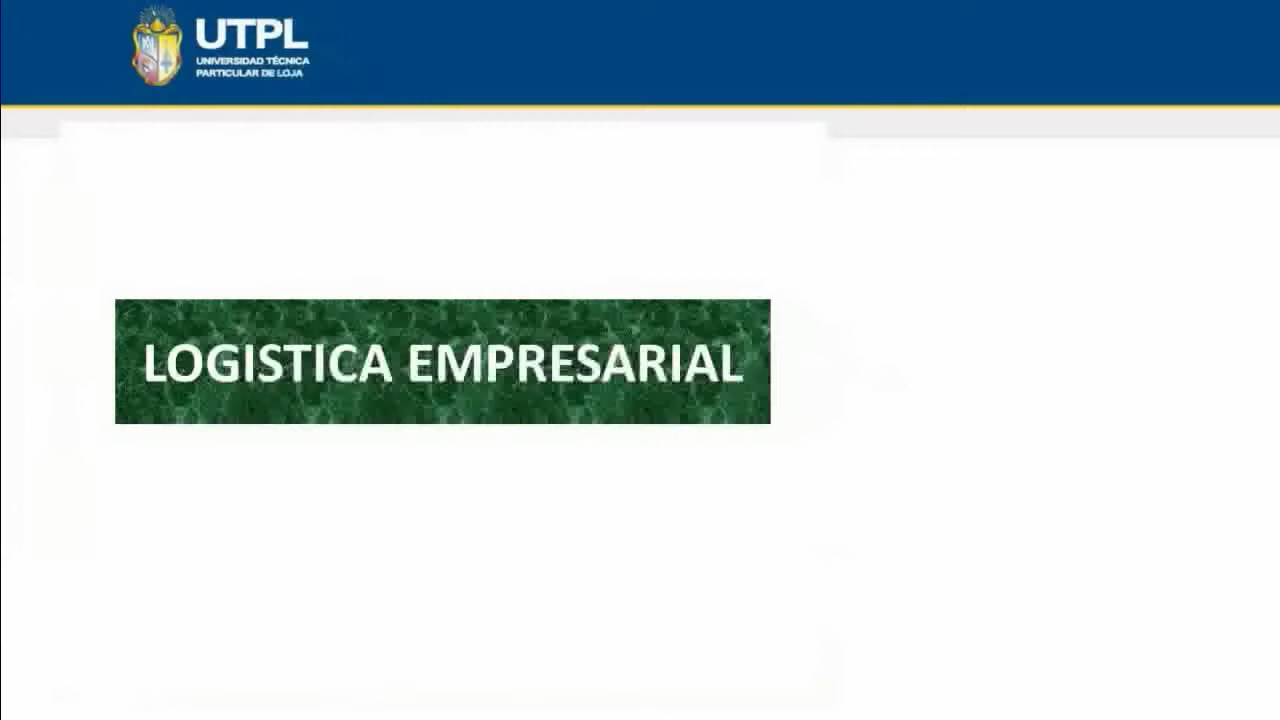 UTPL
UNIVERSIDAD TÉCNICA
PARTICULAR DE LOJA
LOGISTICA EMPRESARIAL